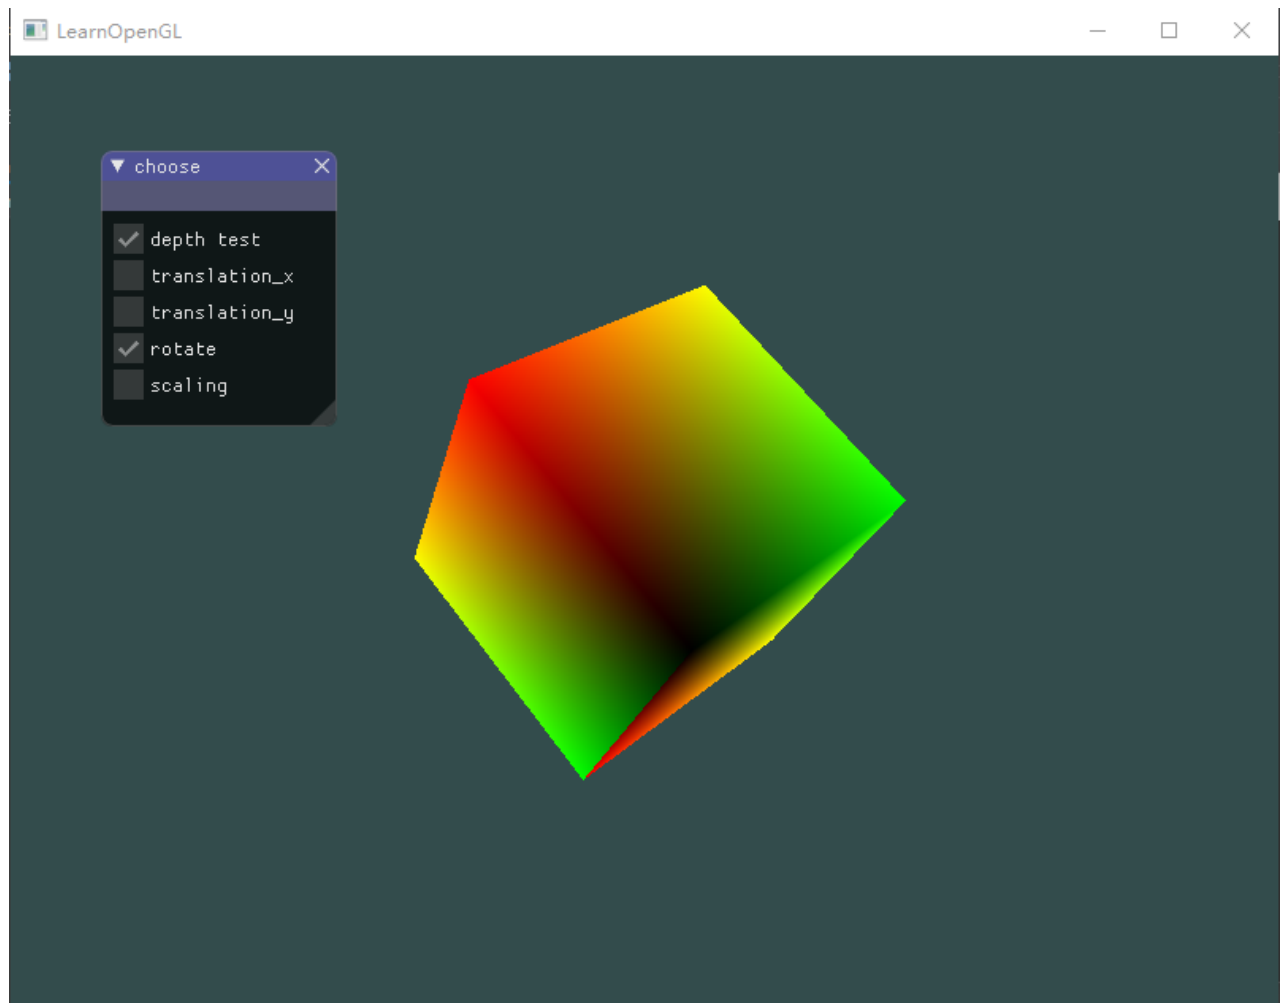 LearnOpenGL
choose
depth test
translation_x
translation_y
rotate
scaling